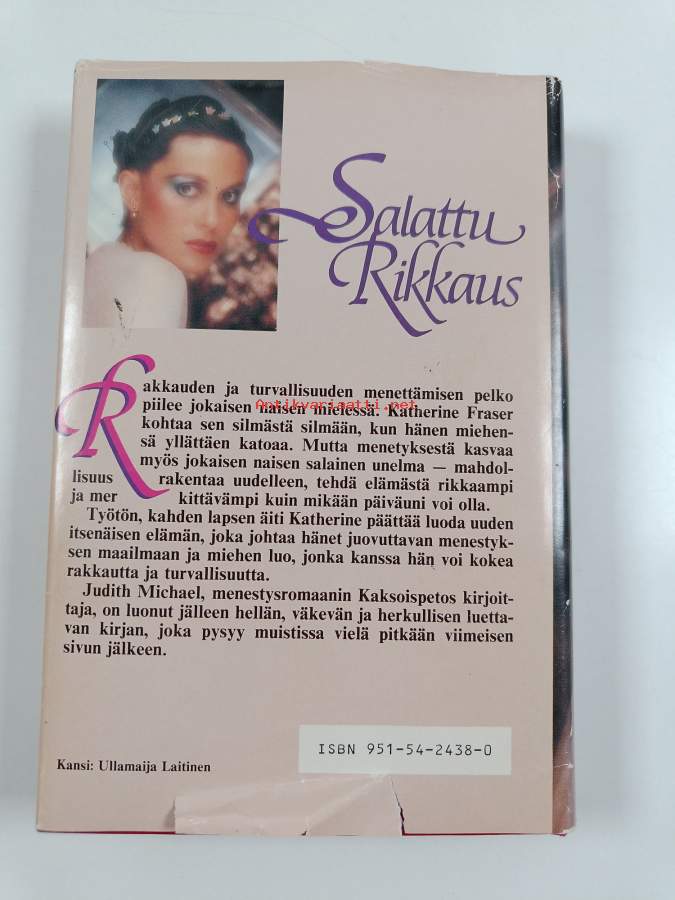 Salattu
Rikkaus
Rakkauden ja turvallisuuden menettämisen pelko
piilee jokaisen naisen mielessä. Katherine Fraser
Antikvariaatti.net
kohtaa sen silmästä silmään, kun hänen miehen-
sä yllättäen katoaa. Mutta menetyksestä kasvaa
myös jokaisen naisen salainen unelma — mahdol-
lisuus rakentaa uudelleen, tehdä elämästä rikkaampi
ja mer kittävämpi kuin mikään päiväuni voi olla.
Työtön, kahden lapsen äiti Katherine päättää luoda uuden
itsenäisen elämän, joka johtaa hänet juovuttavan menestyk-
sen maailmaan ja miehen luo, jonka kanssa hän voi kokea
rakkautta ja turvallisuutta.
Judith Michael, menestysromaanin Kaksoispetos kirjoit-
taja, on luonut jälleen hellän, väkevän ja herkullisen luetta-
van kirjan, joka pysyy muistissa vielä pitkään viimeisen
sivun jälkeen.
ISBN 951-54-2438-0
Kansi: Ullamaija Laitinen